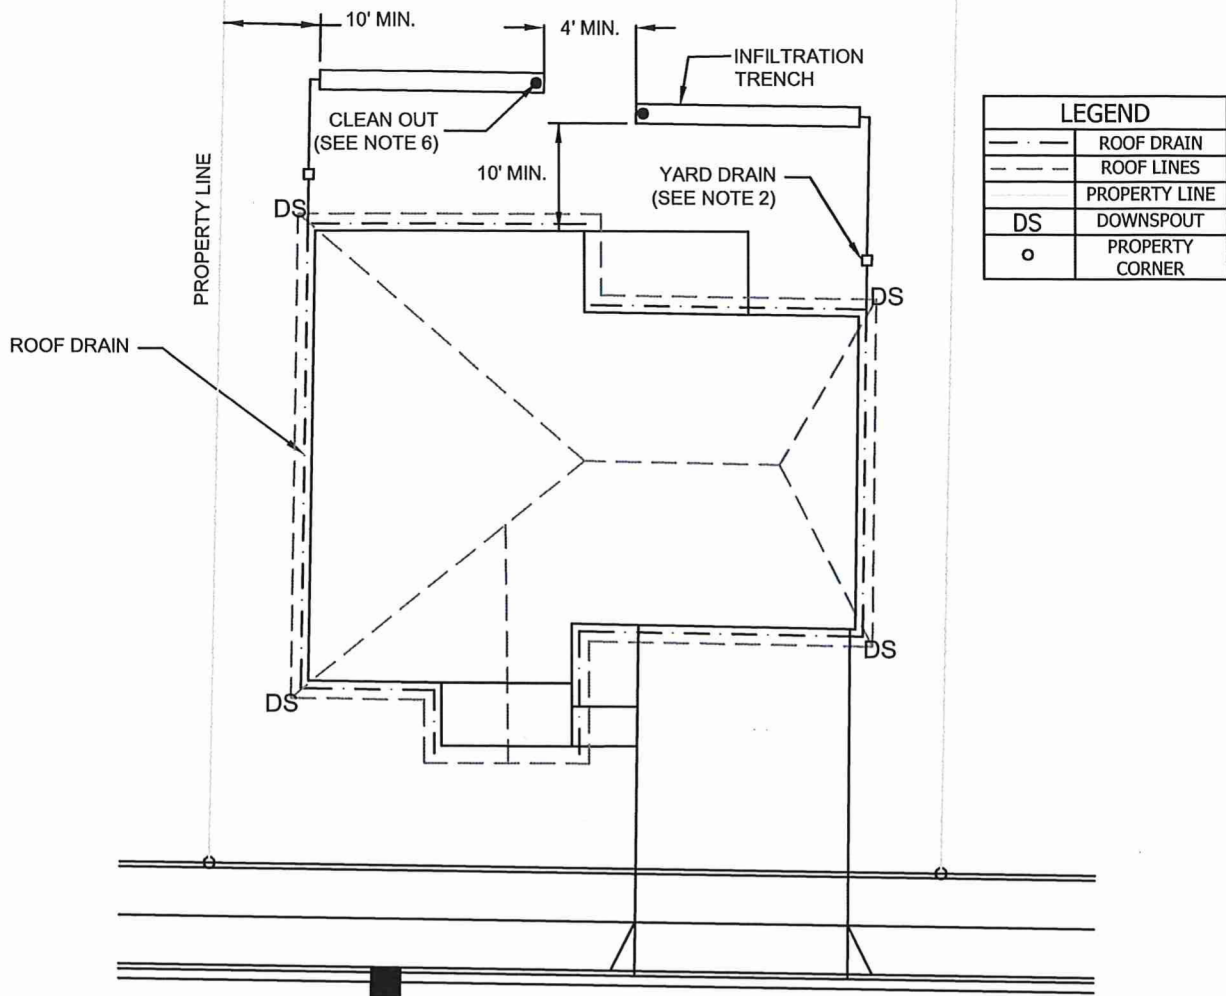 10' MIN.
4' MIN.
INFILTRATION
TRENCH
CLEAN OUT
(SEE NOTE 6)
10' MIN.
YARD DRAIN
(SEE NOTE 2)
PROPERTY LINE
DS
DS
ROOF DRAIN
DS
DS
LEGEND
ROOF DRAIN
ROOF LINES
PROPERTY LINE
DS DOWNSPOUT
PROPERTY
CORNER